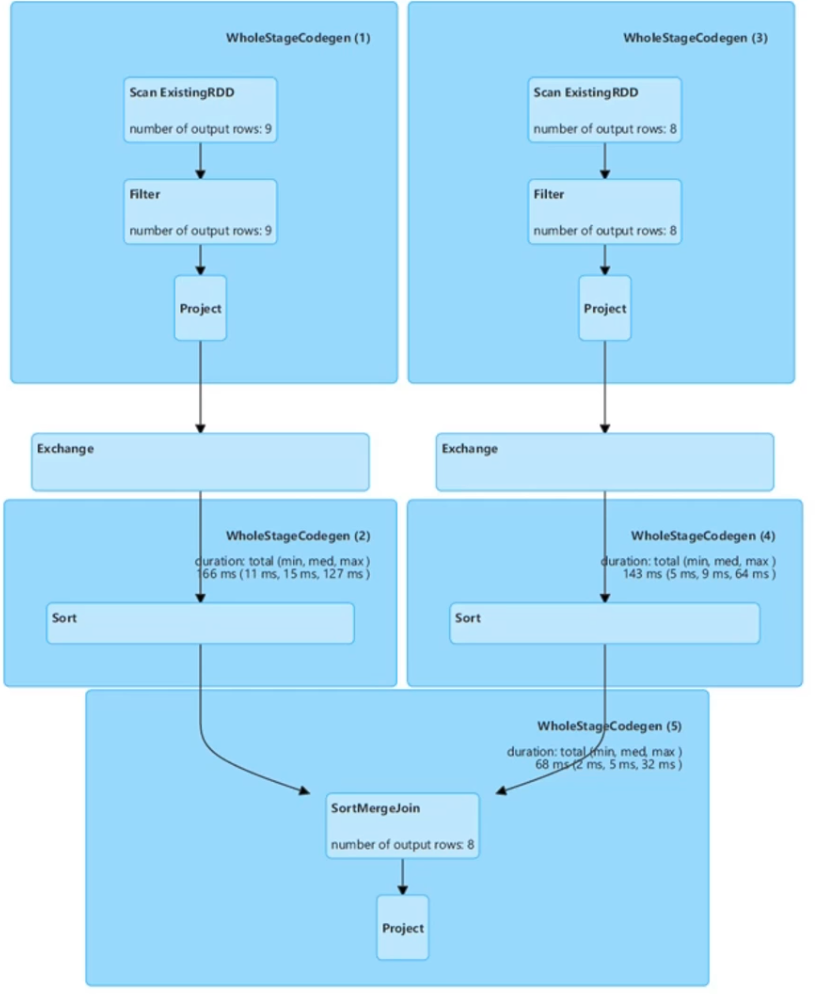 WholeStageCodegen (1)
Scan ExistingRDD
number of output rows: 9
Filter
number of output rows: 9
Project
Exchange
WholeStageCodegen (2)
duration: total (min, med, max )
166 ms (11 ms, 15 ms, 127 ms )
Sort
WholeStageCodegen (3)
Scan ExistingRDD
number of output rows: 8
Filter
number of output rows: 8
Project
Exchange
WholeStageCodegen (4)
duration: total (min, med, max )
143 ms (5 ms, 9 ms, 64 ms )
Sort
WholeStageCodegen (5)
duration: total (min, med, max )
68 ms (2 ms, 5 ms, 32 ms )
SortMergeJoin
number of output rows: 8
Project